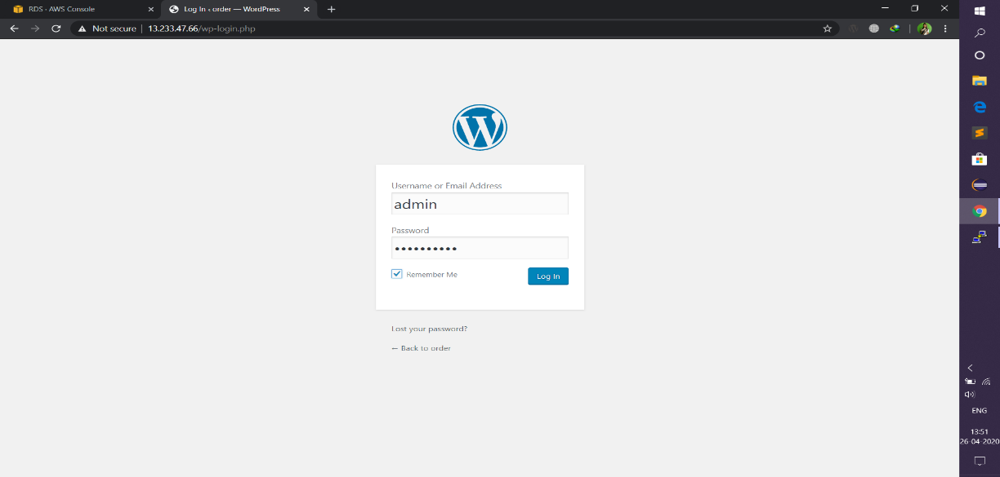 RDS · AWS Console
Log In ‹ order — WordPress
Not secure | 13.233.47.66/wp-login.php
Username or Email Address
admin
Password
••••••••••
Remember Me
Log In
Lost your password?
← Back to order
ENG
13:51
26-04-2020